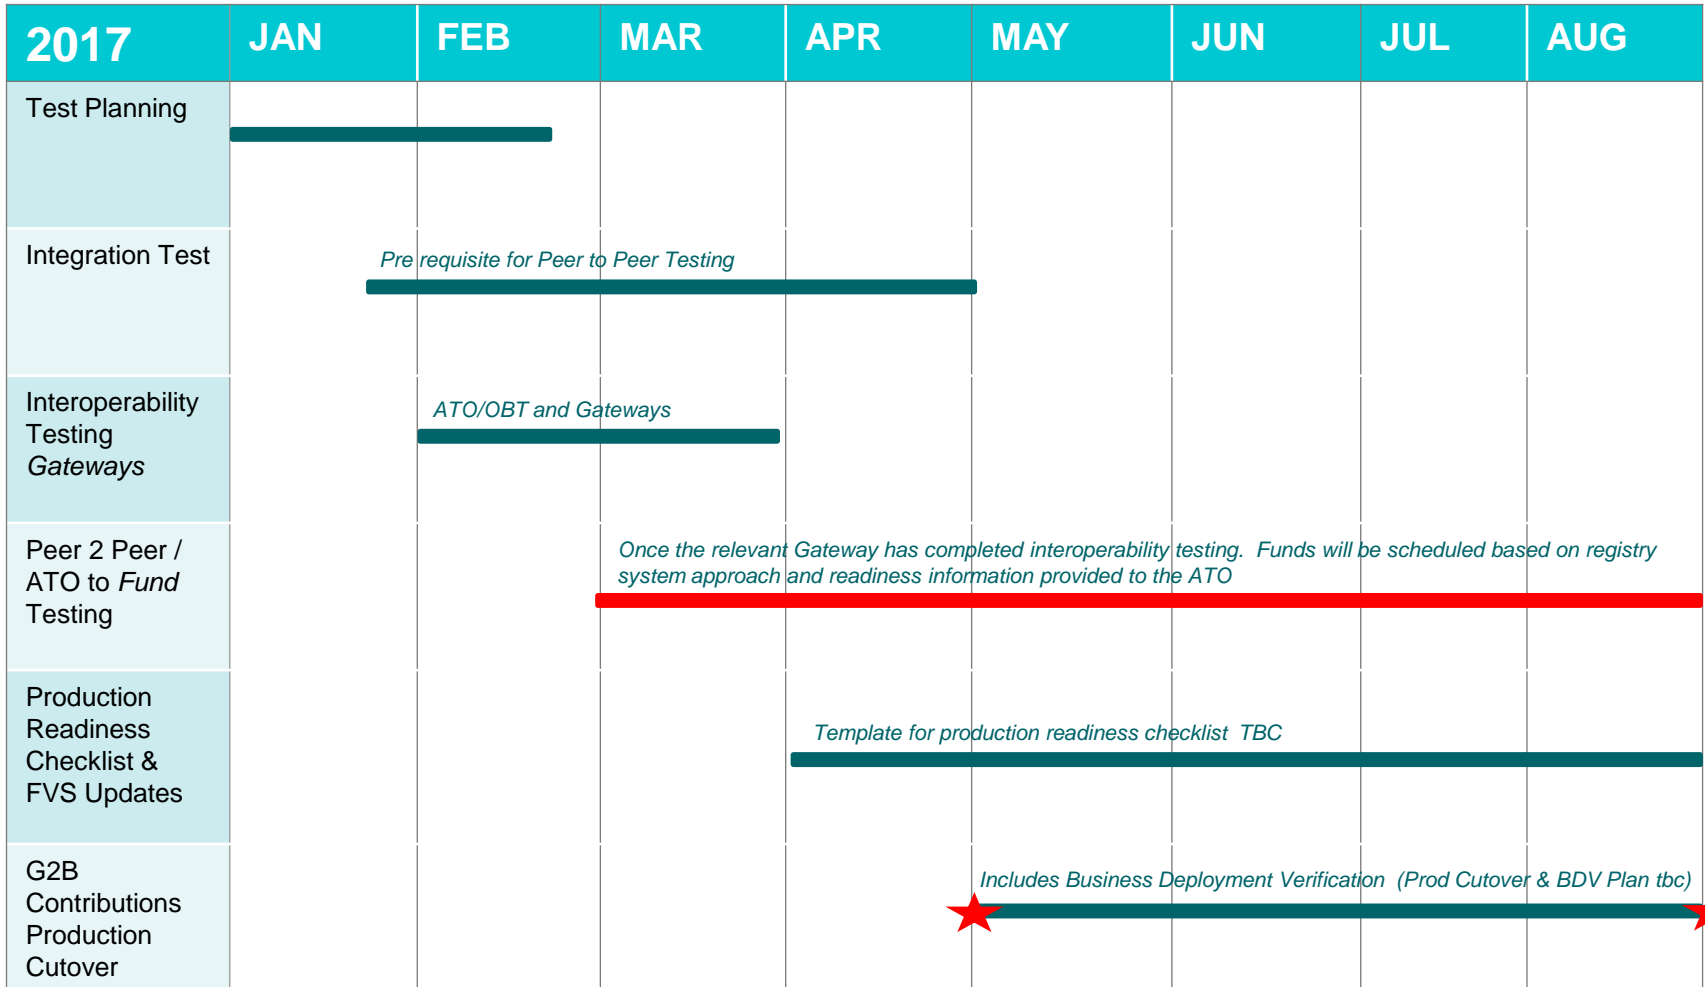 2017 JAN FEB MAR APR MAY JUN JUL AUG
Test Planning
Integration Test
Pre requisite for Peer to Peer Testing
Interoperability
Testing
Gateways
ATO/OBT and Gateways
Peer 2 Peer /
ATO to Fund
Testing
Once the relevant Gateway has completed interoperability testing.  Funds will be scheduled based on registry
system approach and readiness information provided to the ATO
Production
Readiness
Checklist &
FVS Updates
Template for production readiness checklist  TBC
G2B
Contributions
Production
Cutover
Includes Business Deployment Verification  (Prod Cutover & BDV Plan tbc)